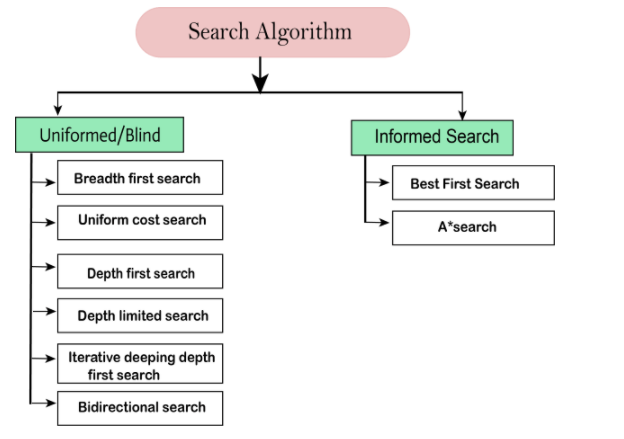 Search Algorithm
Uniformed/Blind
Breadth first search
Uniform cost search
Depth first search
Depth limited search
Iterative deeping depth
first search
Bidirectional search
Informed Search
Best First Search
A*search